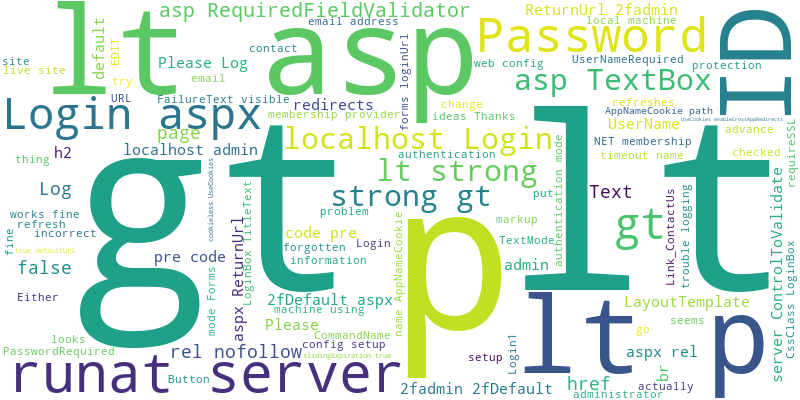 asp RequiredFieldValidator
email address
ReturnUrl 2fadmin
local machine
default
EDIT
lt asp
Password
ID
Please Log
contact
web config
UserNameRequired
protection
site
live site
try
email
forms loginUrl
asp TextBox
URL
FailureText visible
redirects
change
refreshes
AppNameCookie path
Login aspx
membership provider
ideas Thanks
UserName
UseCookies enableCrossAppRedirects
page
localhost Login
NET membership
advance
requireSSL
thing
h2
localhost admin
authentication
timeout name
checked
Log
cookieless UseCookies
lt strong
put
Text
works fine
strong gt
authentication mode
refresh
gt
lt
problem
markup
gt
fine
incorrect
code pre
name AppNameCookie
p
TextMode
Link_ContactUs
trouble logging
server ControlToValidate
true defaultUrl
aspx ReturnUrl
LoginBox TitleText
forgotten
Login
information
lt
false
pre code
admin
CssClass LoginBox
Either
mode Forms
2fDefault aspx
machine using
LayoutTemplate
looks
Please
lt p
go
seems
PasswordRequired
rel nofollow
CommandName
config setup
slidingExpiration true
Login1
aspx rel
runat server
Button
setup
href
br
2fadmin 2fDefault
administrator
actually